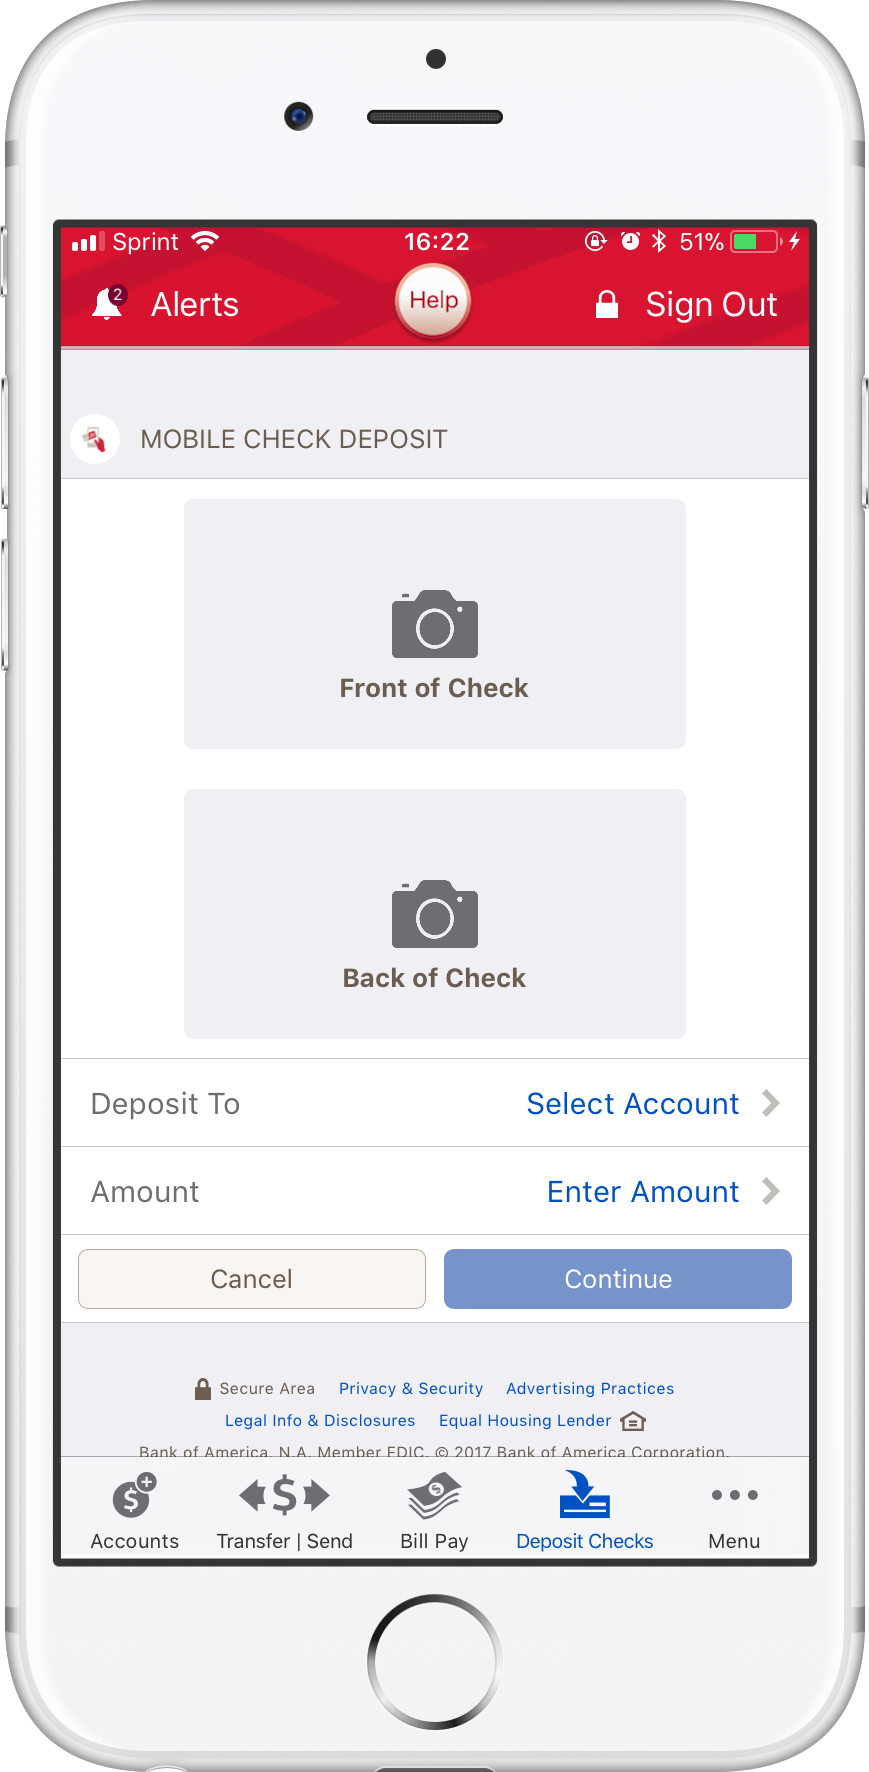 Sprint 16:22 51%
2 Alerts Help Sign Out
MOBILE CHECK DEPOSIT
Front of Check
Back of Check
Deposit To Select Account
Amount Enter Amount
Cancel Continue
Secure Area Privacy & Security Advertising Practices
Legal Info & Disclosures Equal Housing Lender
Bank of America, N.A. Member FDIC. © 2017 Bank of America Corporation.
Accounts Transfer | Send Bill Pay Deposit Checks Menu